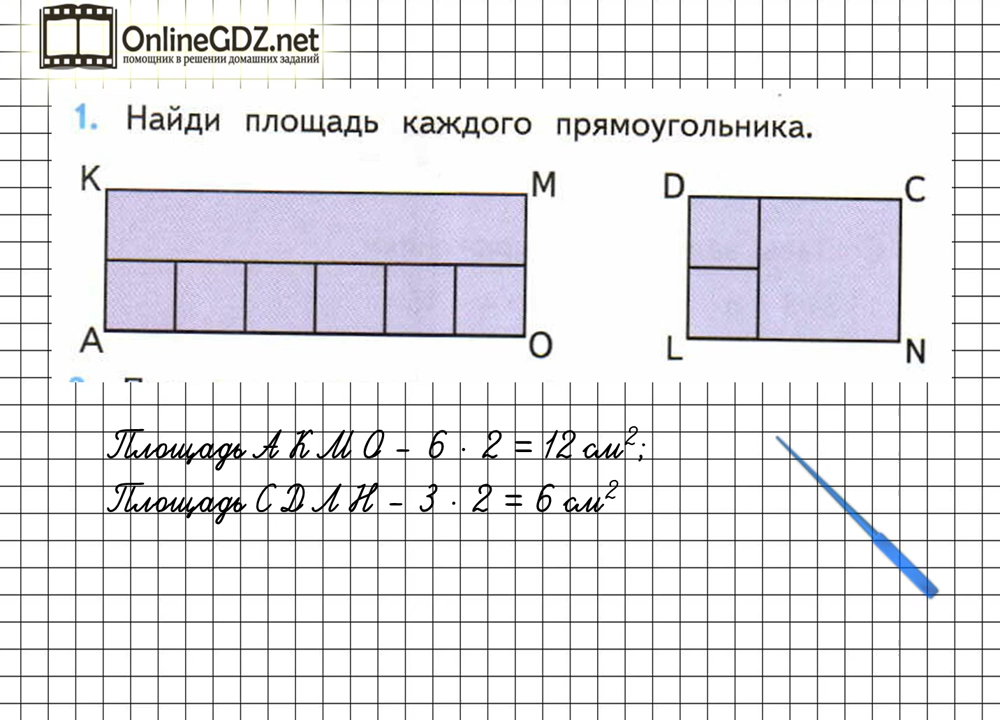 OnlineGDZ.net
помощник в решении домашних заданий
1. Найди площадь каждого прямоугольника.
K M D C
A O L N
Площадь А К М О – 6 · 2 = 12 см²;
Площадь С Д Л Н – 3 · 2 = 6 см²